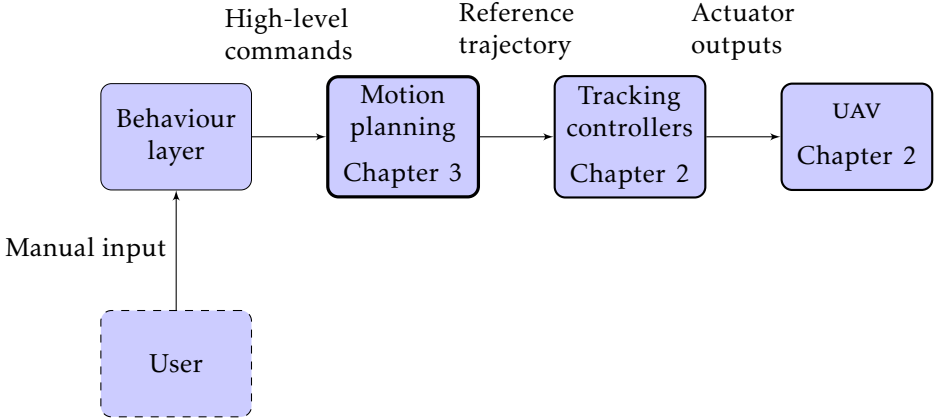 High-level
commands
Reference
trajectory
Actuator
outputs
Behaviour
layer
Motion
planning
Chapter 3
Tracking
controllers
Chapter 2
UAV
Chapter 2
Manual input
User